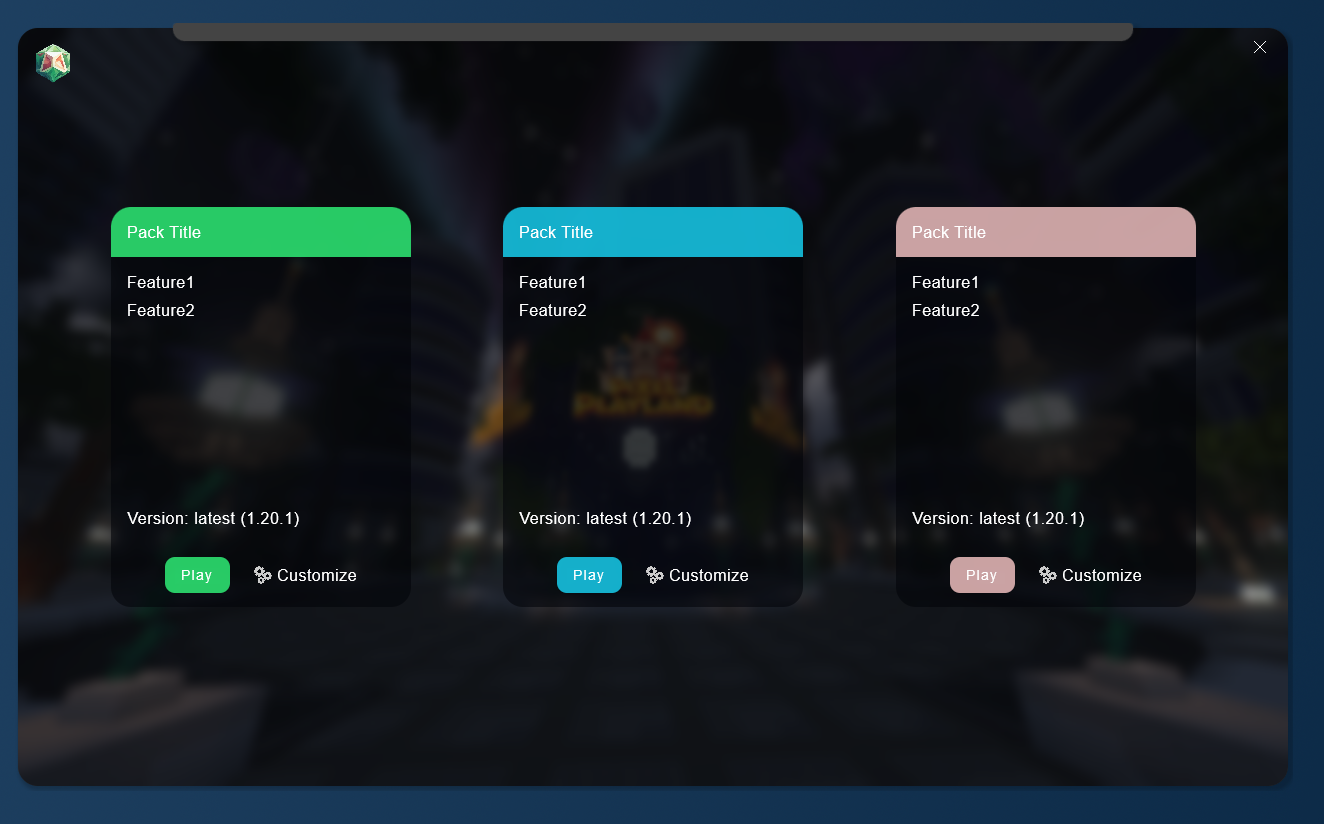 Pack Title
Feature1
Feature2
Version: latest (1.20.1)
Play
Customize
Pack Title
Feature1
Feature2
Version: latest (1.20.1)
Play
Customize
Pack Title
Feature1
Feature2
Version: latest (1.20.1)
Play
Customize